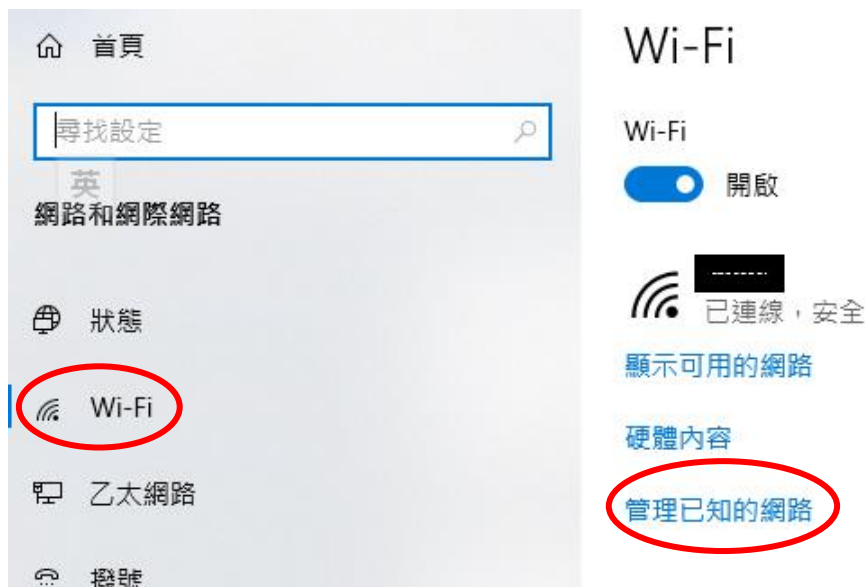 首頁
尋找設定
英
網路和網際網路
狀態
Wi-Fi
乙太網路
撥號
Wi-Fi
Wi-Fi
開啟
已連線，安全
顯示可用的網路
硬體內容
管理已知的網路